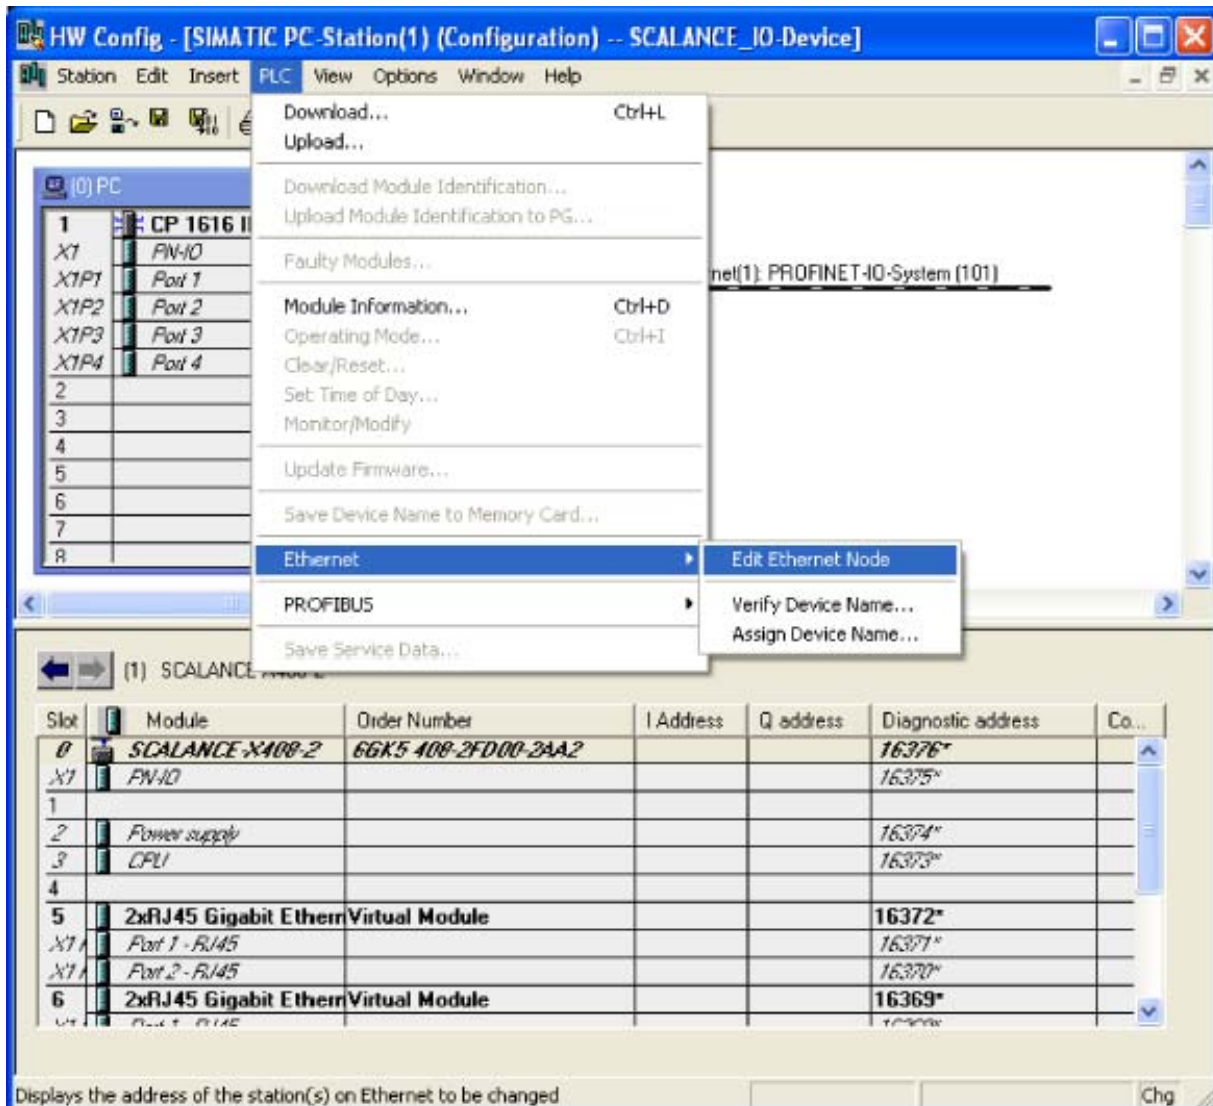 HW Config - [SIMATIC PC-Station(1) (Configuration) -- SCALANCE_IO-Device]
Station Edit Insert PLC View Options Window Help
Download... Ctrl+L
Upload...
Download Module Identification...
Upload Module Identification to PG...
Faulty Modules...
Module Information... Ctrl+D
Operating Mode... Ctrl+I
Clear/Reset...
Set Time of Day...
Monitor/Modify
Update Firmware...
Save Device Name to Memory Card...
Ethernet
PROFIBUS
Save Service Data...
Edit Ethernet Node
Verify Device Name...
Assign Device Name...
(0) PC
1 CP 1616
X1 PN-IO
X1P1 Port 1
X1P2 Port 2
X1P3 Port 3
X1P4 Port 4
2
3
4
5
6
7
8
net(1): PROFINET-IO-System (101)
(1) SCALANCE X408-2
Slot Module Order Number I Address Q address Diagnostic address Co...
0 SCALANCE-X408-2 6GK5 408-2FD00-2AA2 16376*
X1 PN-IO 16375*
1
2 Power supply 16374*
3 CPU 16373*
4
5 2xRJ45 Gigabit Ethern Virtual Module 16372*
X1 Port 1 - RJ45 16371*
X1 Port 2 - RJ45 16370*
6 2xRJ45 Gigabit Ethern Virtual Module 16369*
Displays the address of the station(s) on Ethernet to be changed Chg